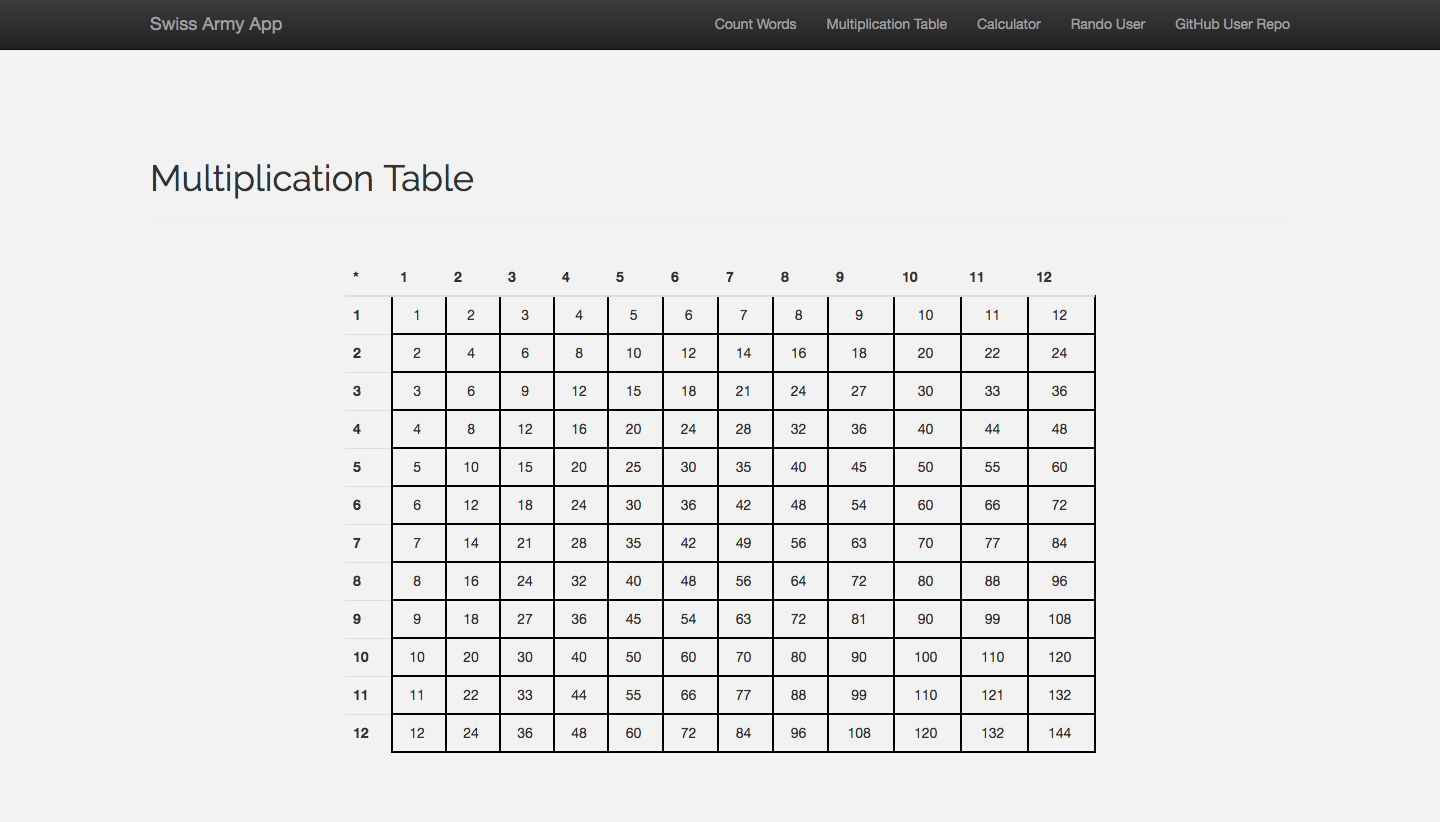 Swiss Army App Count Words Multiplication Table Calculator Rando User GitHub User Repo
Multiplication Table
* 1 2 3 4 5 6 7 8 9 10 11 12
1 1 2 3 4 5 6 7 8 9 10 11 12
2 2 4 6 8 10 12 14 16 18 20 22 24
3 3 6 9 12 15 18 21 24 27 30 33 36
4 4 8 12 16 20 24 28 32 36 40 44 48
5 5 10 15 20 25 30 35 40 45 50 55 60
6 6 12 18 24 30 36 42 48 54 60 66 72
7 7 14 21 28 35 42 49 56 63 70 77 84
8 8 16 24 32 40 48 56 64 72 80 88 96
9 9 18 27 36 45 54 63 72 81 90 99 108
10 10 20 30 40 50 60 70 80 90 100 110 120
11 11 22 33 44 55 66 77 88 99 110 121 132
12 12 24 36 48 60 72 84 96 108 120 132 144